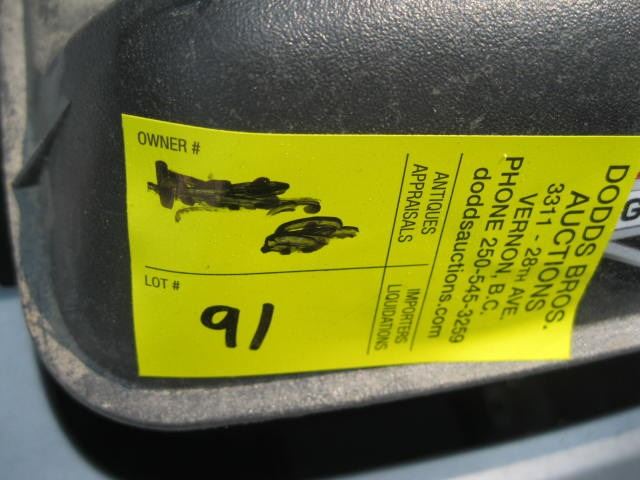 OWNER #
LOT #
91
ANTIQUES
APPRAISALS
IMPORTERS
LIQUIDATIONS
DODDS BROS.
AUCTIONS
3311 - 28TH AVE.
VERNON, B.C.
PHONE 250-545-3259
doddsauctions.com
G